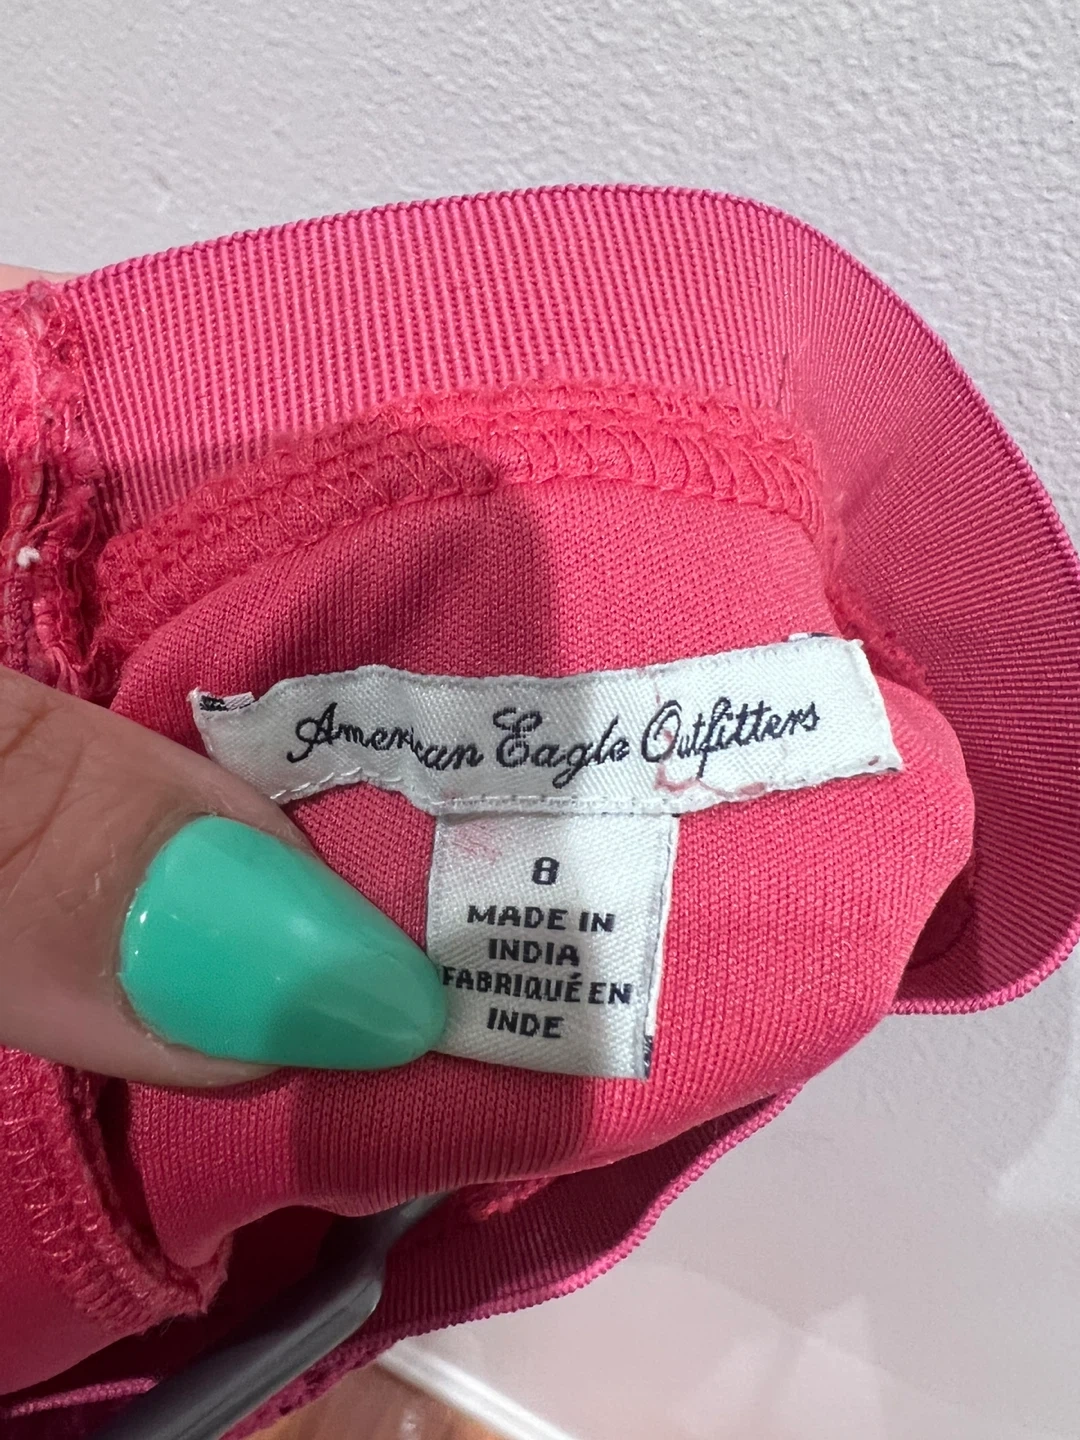 American Eagle Outfitters
8
MADE IN
INDIA
FABRIQUÉ EN
INDE